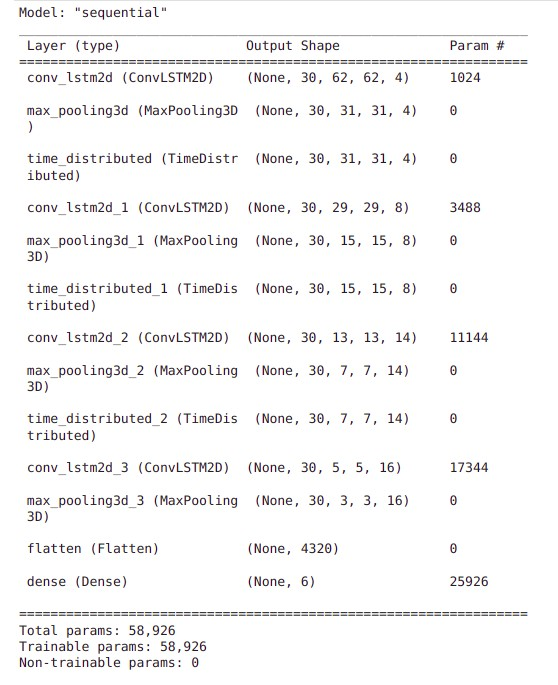 Model: "sequential"
Layer (type) Output Shape Param #
conv_lstm2d (ConvLSTM2D) (None, 30, 62, 62, 4) 1024
max_pooling3d (MaxPooling3D (None, 30, 31, 31, 4) 0
)
time_distributed (TimeDistr (None, 30, 31, 31, 4) 0
ibuted)
conv_lstm2d_1 (ConvLSTM2D) (None, 30, 29, 29, 8) 3488
max_pooling3d_1 (MaxPooling (None, 30, 15, 15, 8) 0
3D)
time_distributed_1 (TimeDis (None, 30, 15, 15, 8) 0
tributed)
conv_lstm2d_2 (ConvLSTM2D) (None, 30, 13, 13, 14) 11144
max_pooling3d_2 (MaxPooling (None, 30, 7, 7, 14) 0
3D)
time_distributed_2 (TimeDis (None, 30, 7, 7, 14) 0
tributed)
conv_lstm2d_3 (ConvLSTM2D) (None, 30, 5, 5, 16) 17344
max_pooling3d_3 (MaxPooling (None, 30, 3, 3, 16) 0
3D)
flatten (Flatten) (None, 4320) 0
dense (Dense) (None, 6) 25926
Total params: 58,926
Trainable params: 58,926
Non-trainable params: 0